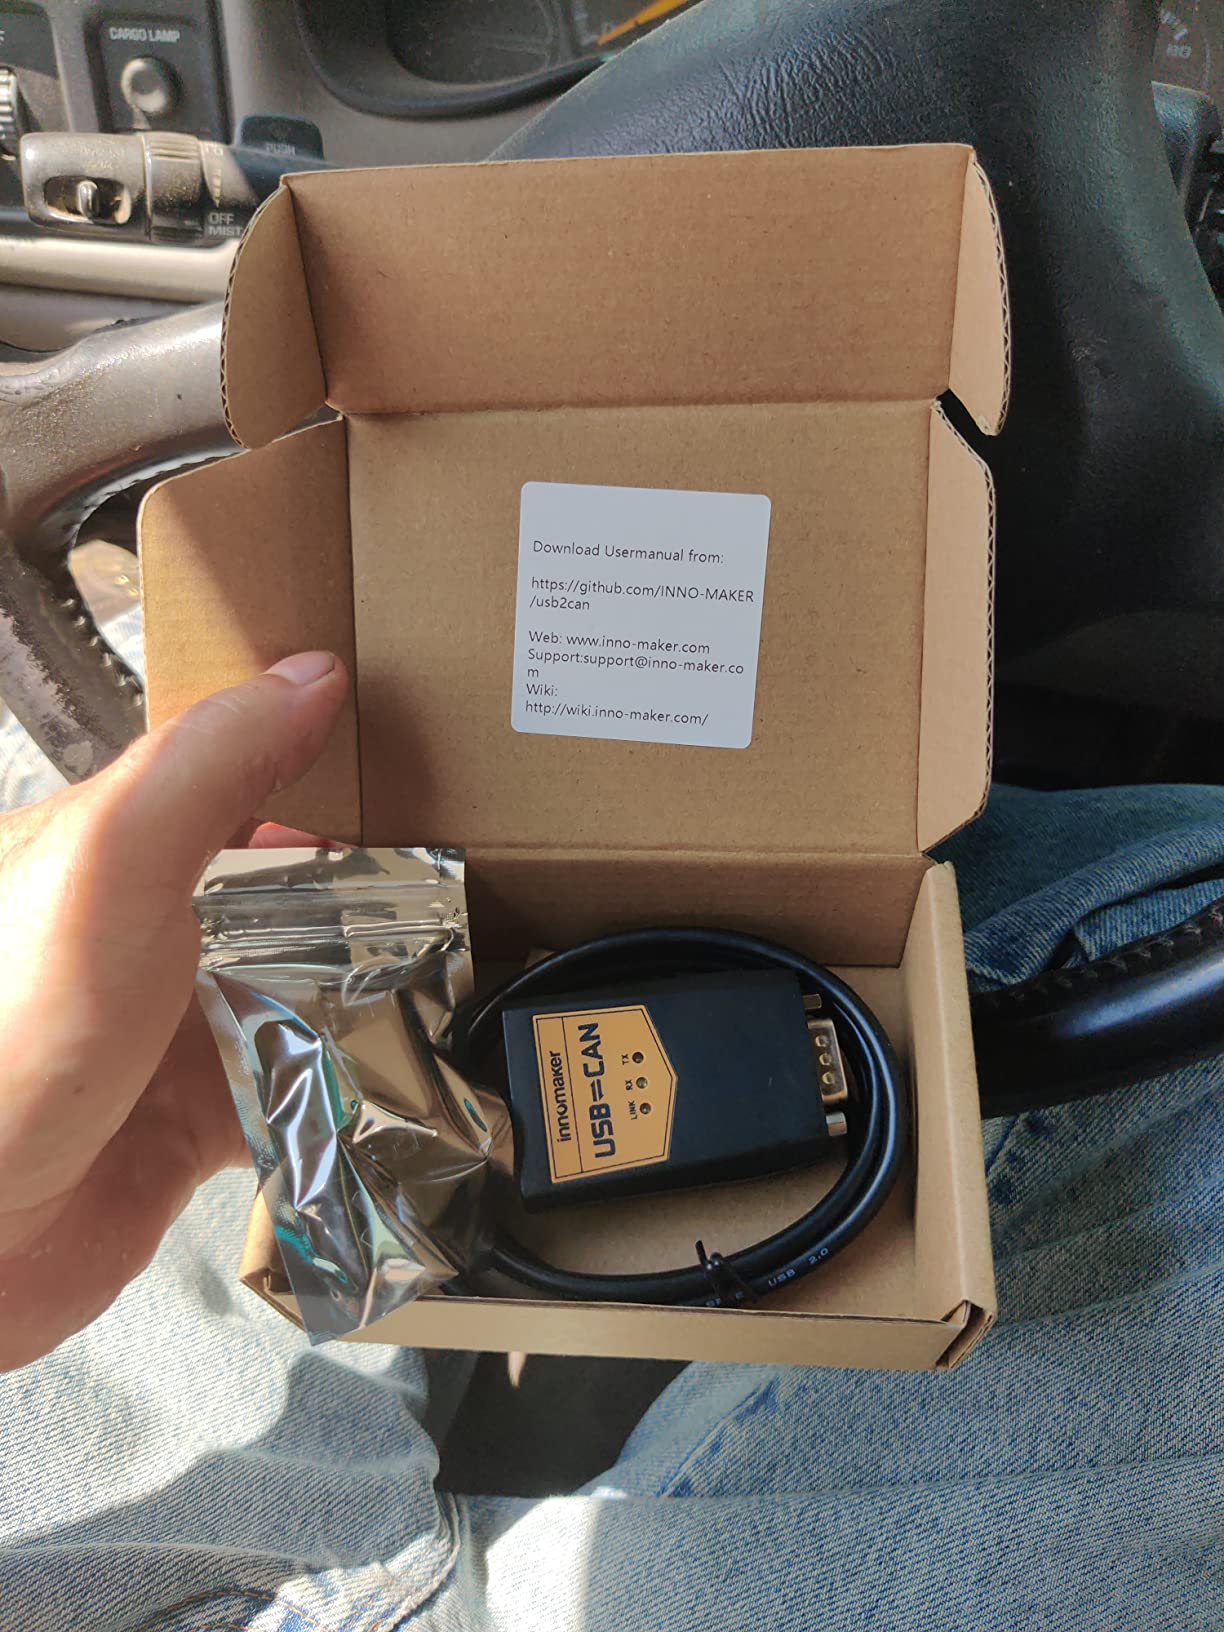 CARGO LAMP
PUSH
OFF
MIST
80
Download Usermanual from:
https://github.com/INNO-MAKER
/usb2can
Web: www.inno-maker.com
Support:support@inno-maker.co
m
Wiki:
http://wiki.inno-maker.com/
innomaker
USB⇌CAN
LINK RX TX
USB 2.0